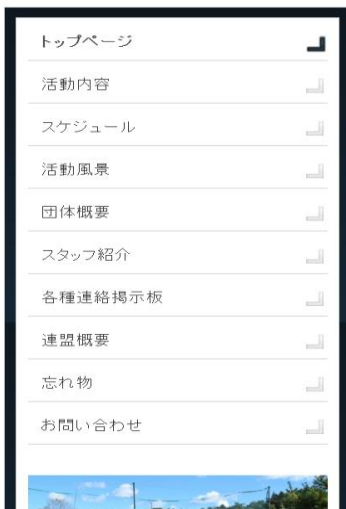 トップページ
活動内容
スケジュール
活動風景
団体概要
スタッフ紹介
各種連絡掲示板
連盟概要
忘れ物
お問い合わせ